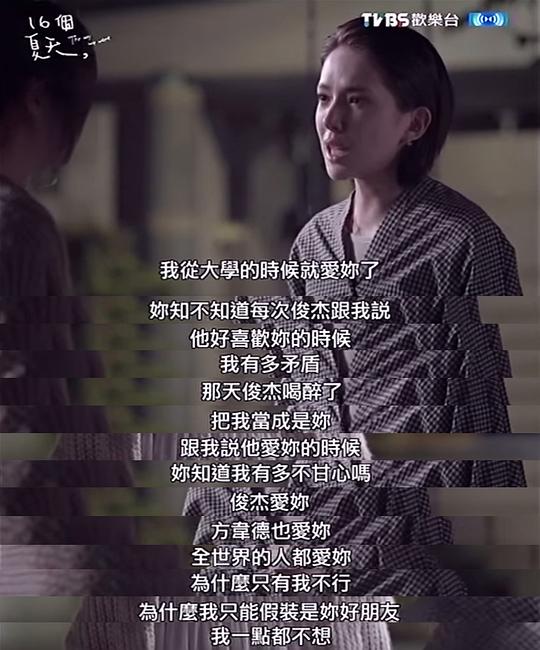 16個
夏天
TVBS歡樂台
我從大學的時候就愛妳了
妳知不知道每次俊杰跟我說
他好喜歡妳的時候
我有多矛盾
那天俊杰喝醉了
把我當成是妳
跟我說他愛妳的時候
妳知道我有多不甘心嗎
俊杰愛妳
方韋德也愛妳
全世界的人都愛妳
為什麼只有我不行
為什麼我只能假裝是妳好朋友
我一點都不想